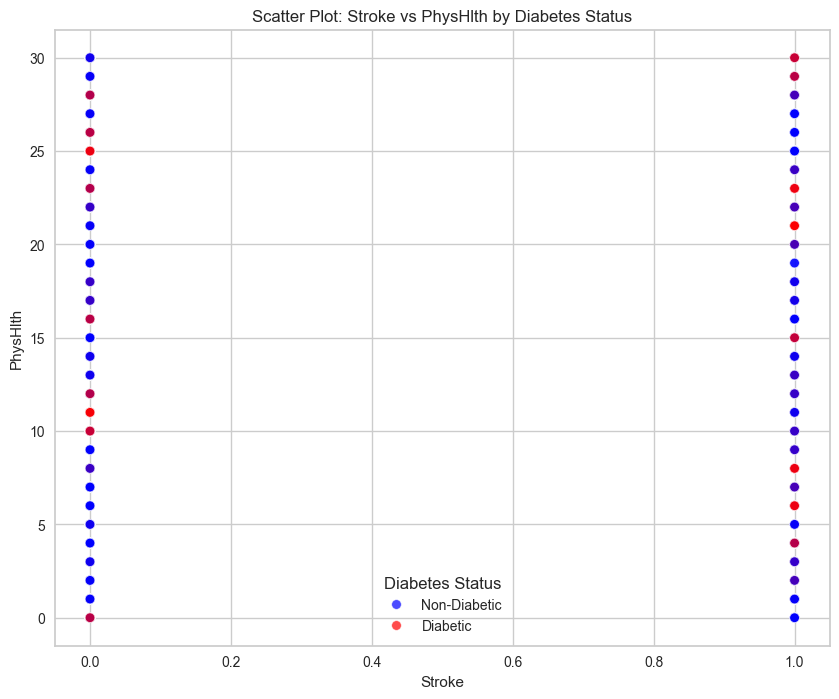 Scatter Plot: Stroke vs PhysHlth by Diabetes Status
30
25
20
15
10
5
0
PhysHlth
Diabetes Status
Non-Diabetic
Diabetic
0.0 0.2 0.4 0.6 0.8 1.0
Stroke